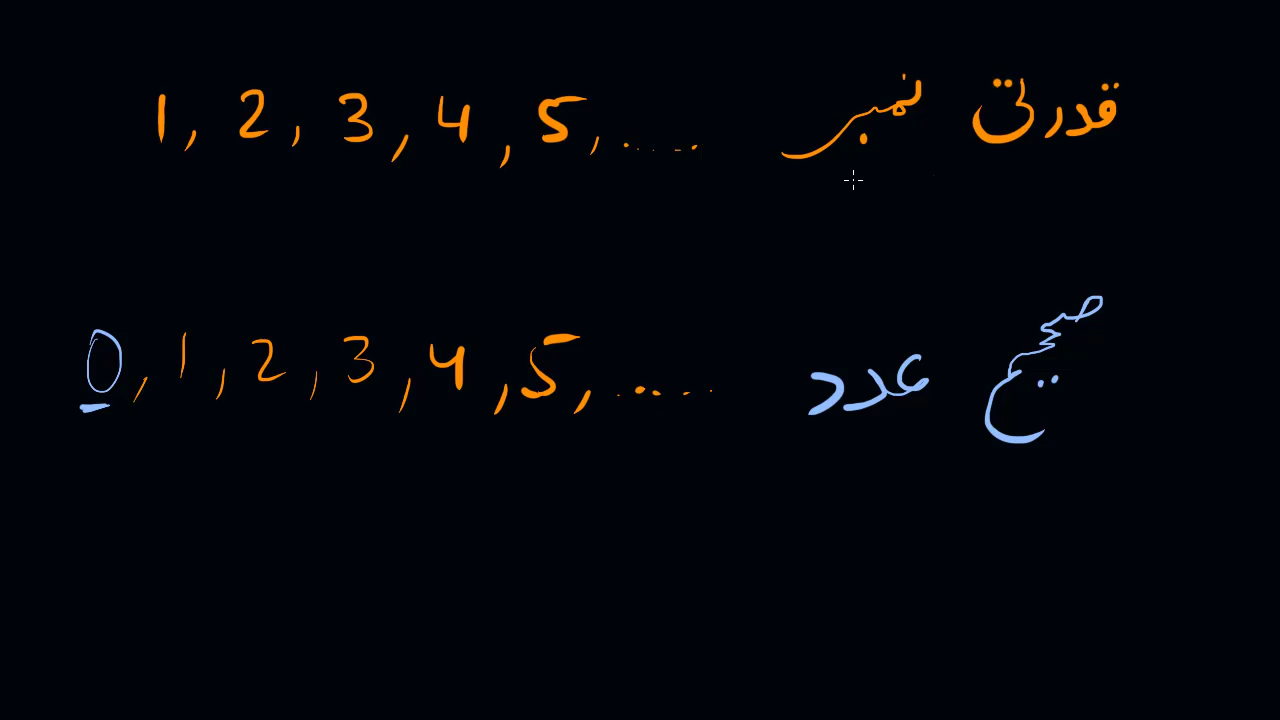 قدرتی نمبر 1, 2, 3, 4, 5, .....
صحیح عدد 0, 1, 2, 3, 4, 5, .....